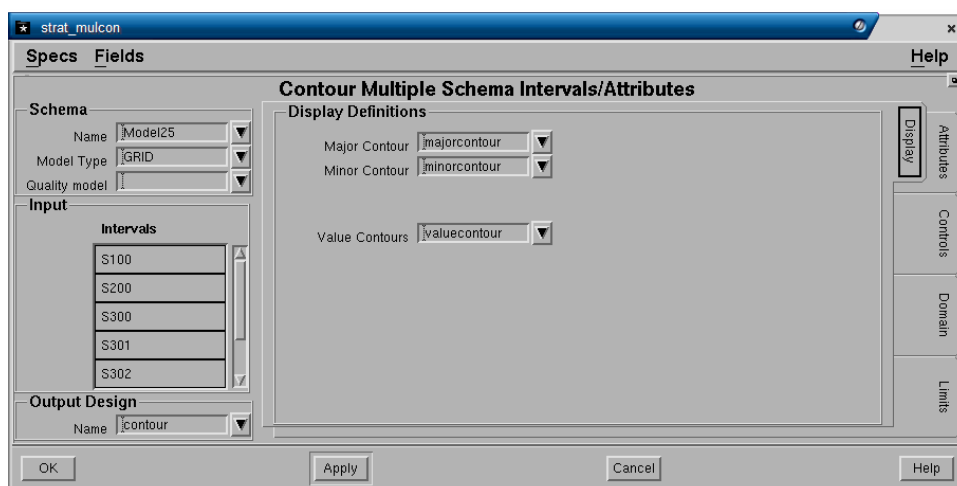 strat_mulcon
x
Specs Fields Help
Contour Multiple Schema Intervals/Attributes
Schema
Name Model25
Model Type GRID
Quality model
Input
Intervals
S100
S200
S300
S301
S302
Output Design
Name contour
Display Definitions
Major Contour majorcontour
Minor Contour minorcontour
Value Contours valuecontour
Display
Attributes
Controls
Domain
Limits
OK Apply Cancel Help